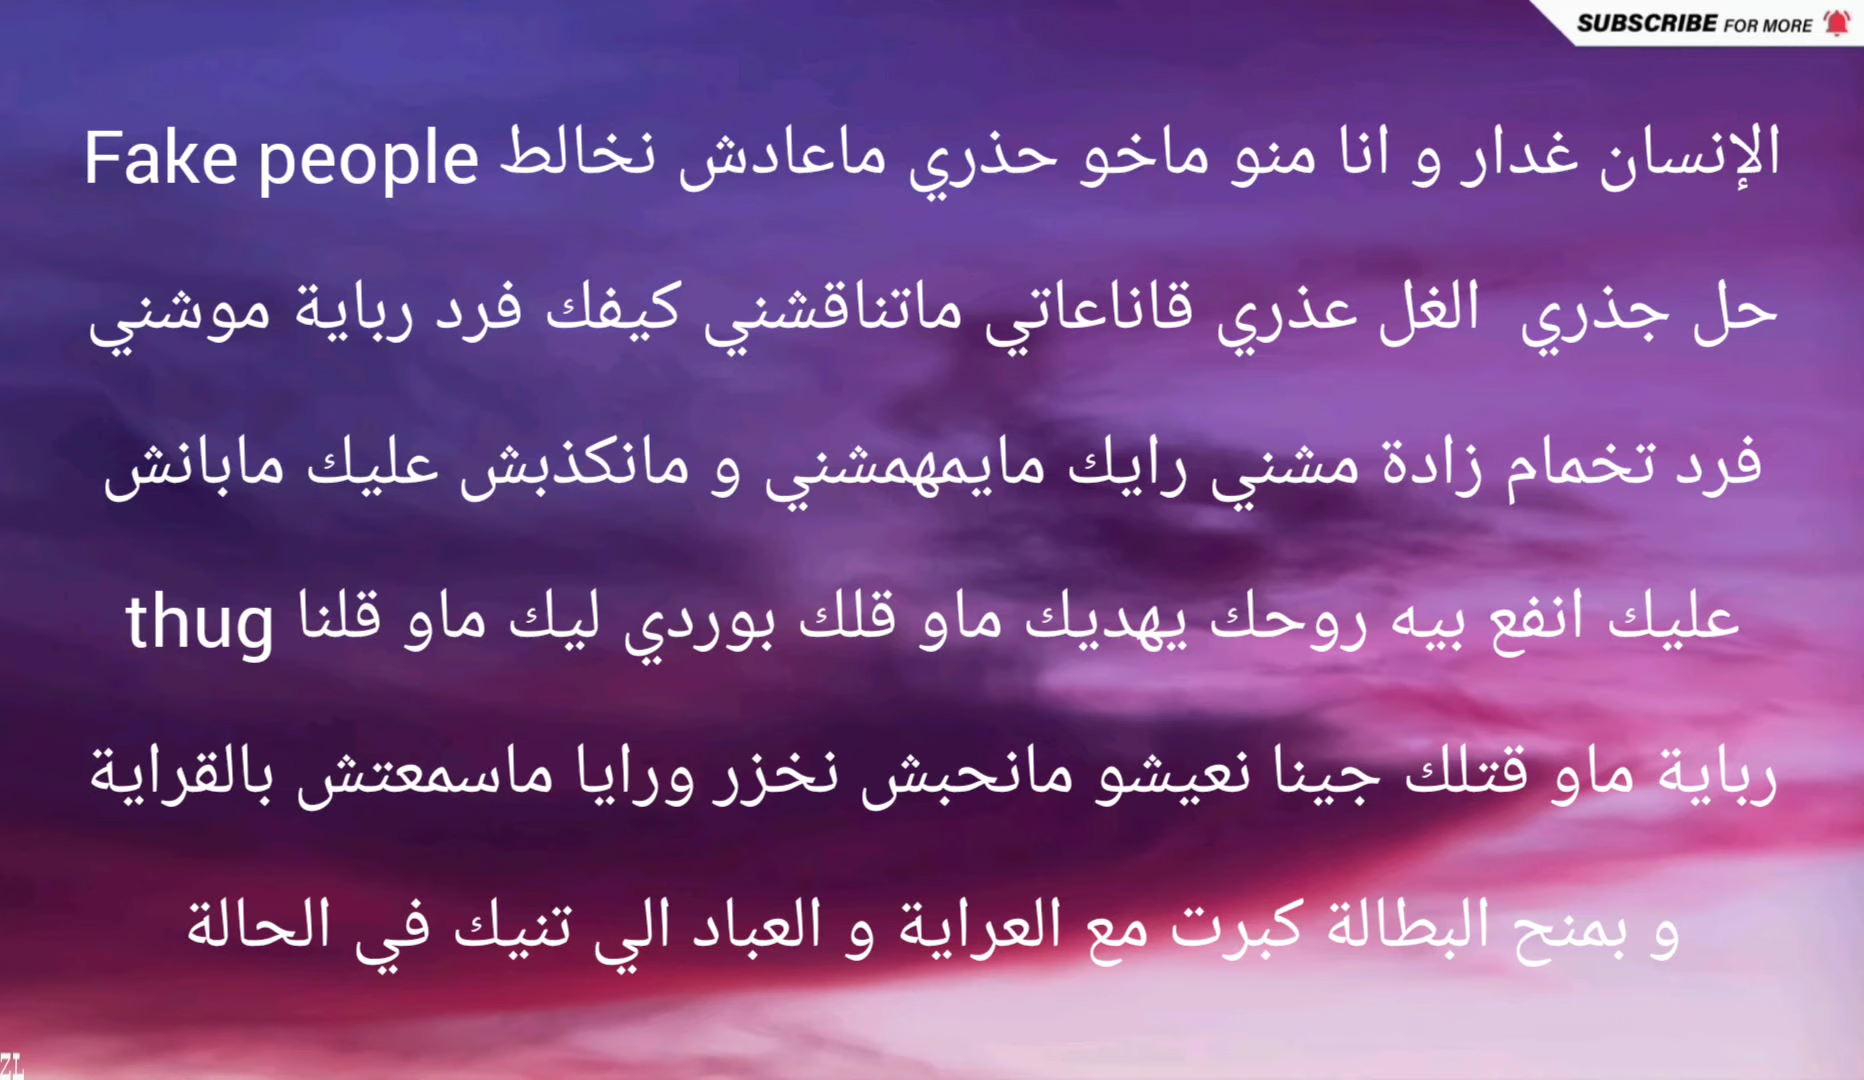 SUBSCRIBE FOR MORE
الإنسان غدار و انا منو ماخو حذري ماعادش نخالط Fake people
حل جذري  الغل عذري قاناعاتي ماتناقشني كيفك فرد رباية موشني
فرد تخمام زادة مشني رايك مايمهمشني و مانكذبش عليك مابانش
عليك انفع بيه روحك يهديك ماو قلك بوردي ليك ماو قلنا thug
رباية ماو قتلك جينا نعيشو مانحبش نخزر ورايا ماسمعتش بالقراية
و بمنح البطالة كبرت مع العراية و العباد الي تنيك في الحالة
ZL